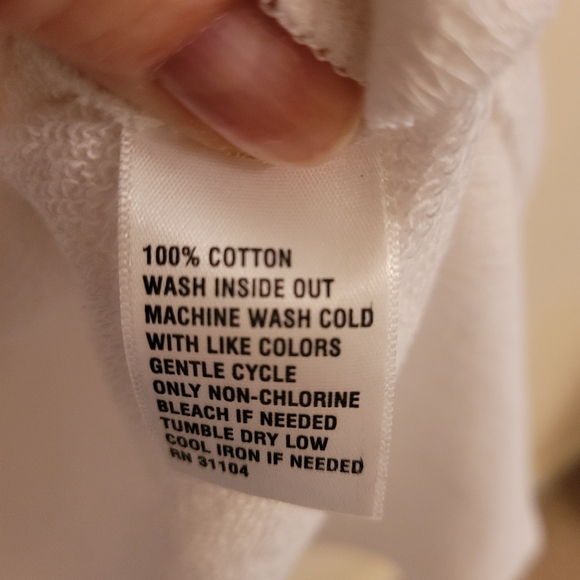 100% COTTON
WASH INSIDE OUT
MACHINE WASH COLD
WITH LIKE COLORS
GENTLE CYCLE
ONLY NON-CHLORINE
BLEACH IF NEEDED
TUMBLE DRY LOW
COOL IRON IF NEEDED
RN 31104